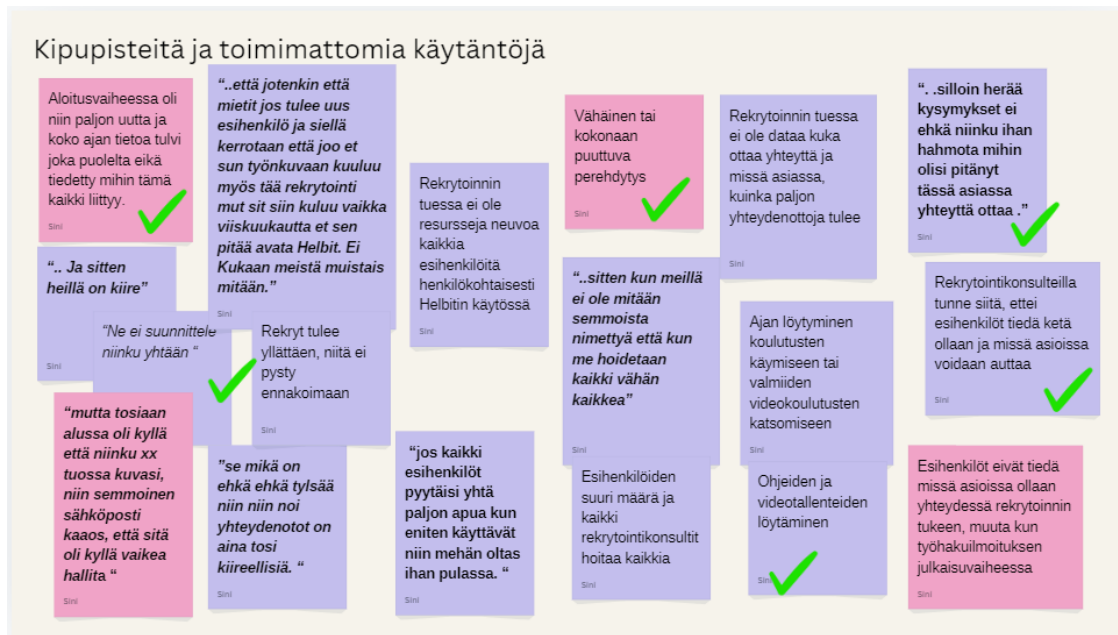 Kipupisteitä ja toimimattomia käytäntöjä
Aloitusvaiheessa oli
niin paljon uutta ja
koko ajan tietoa tulvi
joka puolelta eikä
tiedetty mihin tämä
kaikki liittyy.
Sini
“..että jotenkin että
mietit jos tulee uus
esihenkilö ja siellä
kerrotaan että joo et
sun työnkuvaan kuuluu
myös tää rekrytointi
mut sit siin kuluu vaikka
viiskuukautta et sen
pitää avata Helbit. Ei
Kukaan meistä muistais
mitään.”
Sini
“.. Ja sitten
heillä on kiire”
Sini
“Ne ei suunnittele
niinku yhtään “
Rekryt tulee
yllättäen, niitä ei
pysty
ennakoimaan
“mutta tosiaan
alussa oli kyllä
että niinku xx
tuossa kuvasi,
niin semmoinen
sähköposti
kaaos, että sitä
oli kyllä vaikea
hallita “
Sini
”se mikä on
ehkä ehkä tylsää
niin niin noi
yhteydenotot on
aina tosi
kiireellisiä. “
Sini
Rekrytoinnin
tuessa ei ole
resursseja neuvoa
kaikkia
esihenkilöitä
henkilökohtaisesti
Helbitin käytössä
Sini
“jos kaikki
esihenkilöt
pyytäisi yhtä
paljon apua kun
eniten käyttävät
niin mehän oltas
ihan pulassa. “
Sini
Vähäinen tai
kokonaan
puuttuva
perehdytys
Sini
“..sitten kun meillä
ei ole mitään
semmoista
nimettyä että kun
me hoidetaan
kaikki vähän
kaikkea”
Sini
Esihenkilöiden
suuri määrä ja
kaikki
rekrytointikonsultit
hoitaa kaikkia
Sini
Rekrytoinnin tuessa
ei ole dataa kuka
ottaa yhteyttä ja
missä asiassa,
kuinka paljon
yhteydenottoja tulee
Sini
Ajan löytyminen
koulutusten
käymiseen tai
valmiiden
videokoulutusten
katsomiseen
Sini
Ohjeiden ja
videotallenteiden
löytäminen
Sini
“. .silloin herää
kysymykset ei
ehkä niinku ihan
hahmota mihin
olisi pitänyt
tässä asiassa
yhteyttä ottaa .”
Sini
Rekrytointikonsulteilla
tunne siitä, ettei
esihenkilöt tiedä ketä
ollaan ja missä asioissa
voidaan auttaa
Sini
Esihenkilöt eivät tiedä
missä asioissa ollaan
yhteydessä rekrytoinnin
tukeen, muuta kun
työhakuilmoituksen
julkaisuvaiheessa
Sini